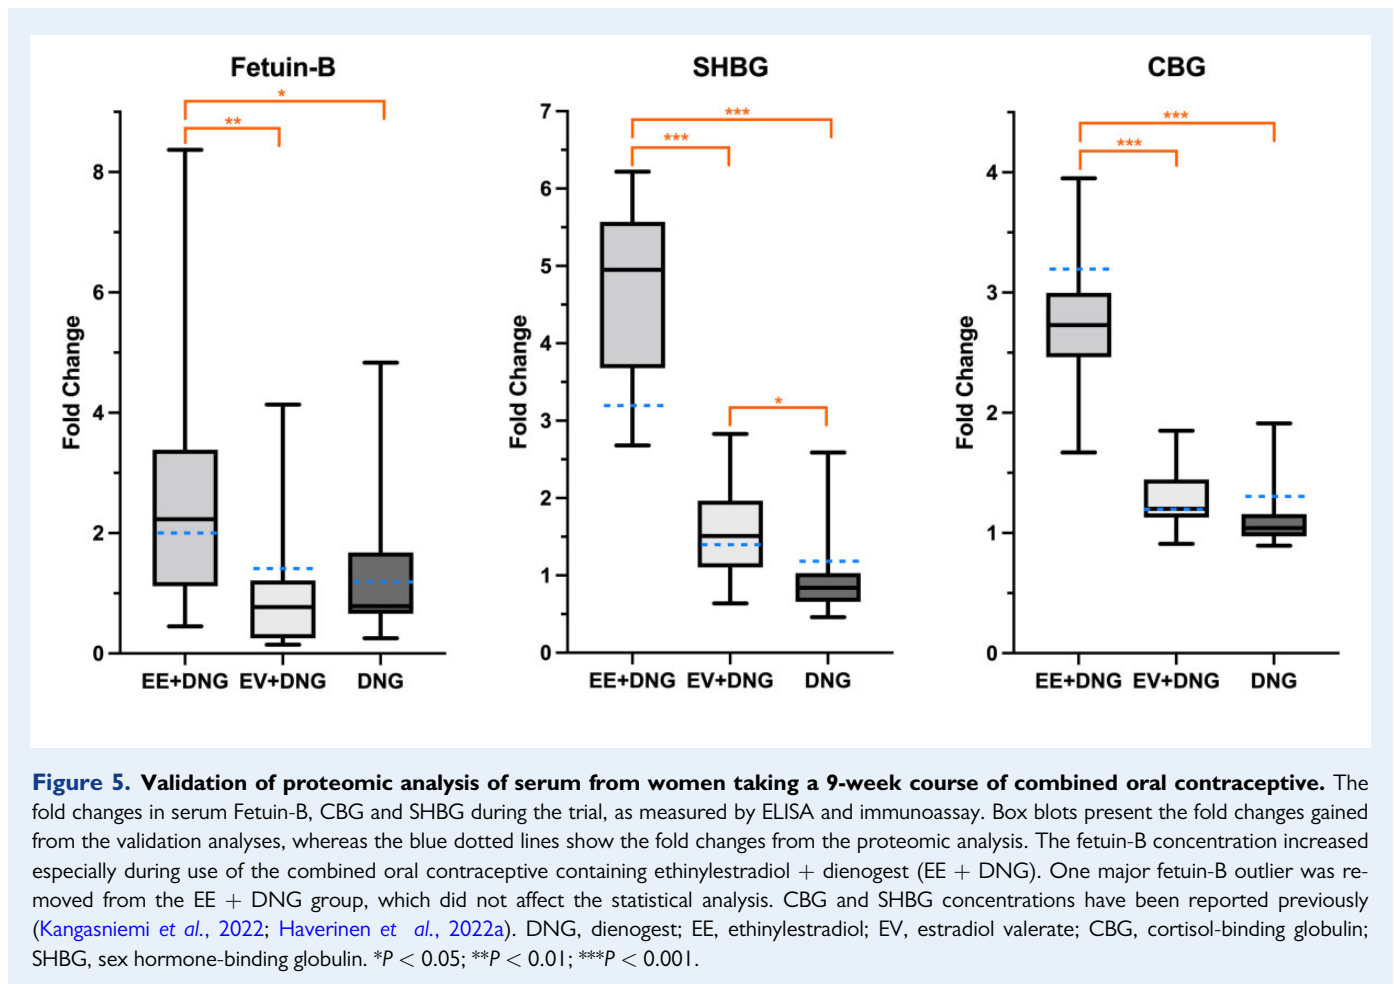 Fetuin-B
SHBG
CBG
*
**
***
***
*
***
***
Fold Change
8
6
4
2
0
EE+DNG EV+DNG DNG
Fold Change
7
6
5
4
3
2
1
0
EE+DNG EV+DNG DNG
Fold Change
4
3
2
1
0
EE+DNG EV+DNG DNG
Figure 5. Validation of proteomic analysis of serum from women taking a 9-week course of combined oral contraceptive. The
fold changes in serum Fetuin-B, CBG and SHBG during the trial, as measured by ELISA and immunoassay. Box blots present the fold changes gained
from the validation analyses, whereas the blue dotted lines show the fold changes from the proteomic analysis. The fetuin-B concentration increased
especially during use of the combined oral contraceptive containing ethinylestradiol + dienogest (EE + DNG). One major fetuin-B outlier was re-
moved from the EE + DNG group, which did not affect the statistical analysis. CBG and SHBG concentrations have been reported previously
(Kangasniemi et al., 2022; Haverinen et al., 2022a). DNG, dienogest; EE, ethinylestradiol; EV, estradiol valerate; CBG, cortisol-binding globulin;
SHBG, sex hormone-binding globulin. *P < 0.05; **P < 0.01; ***P < 0.001.